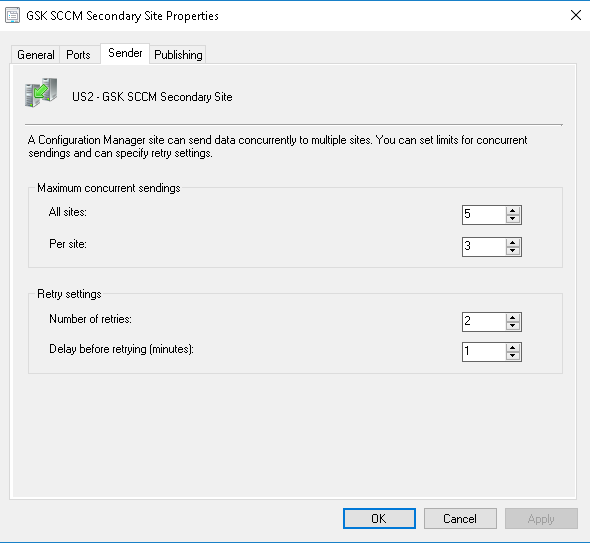 GSK SCCM Secondary Site Properties
General Ports Sender Publishing
US2 - GSK SCCM Secondary Site
A Configuration Manager site can send data concurrently to multiple sites. You can set limits for concurrent
sendings and can specify retry settings.
Maximum concurrent sendings
All sites: 5
Per site: 3
Retry settings
Number of retries: 2
Delay before retrying (minutes): 1
OK Cancel Apply